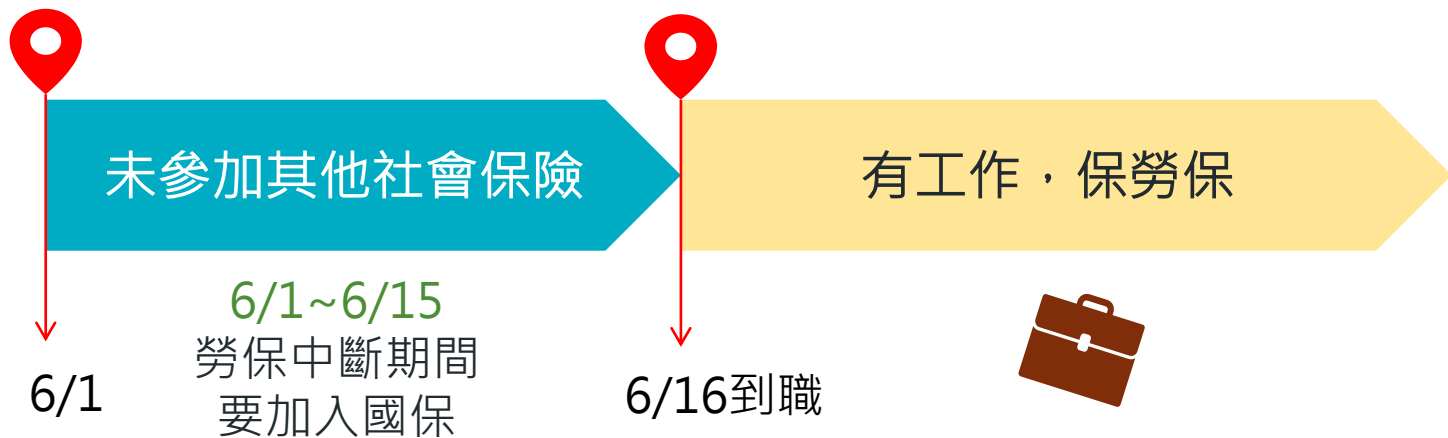 未參加其他社會保險
有工作，保勞保
6/1~6/15
勞保中斷期間
要加入國保
6/1
6/16到職